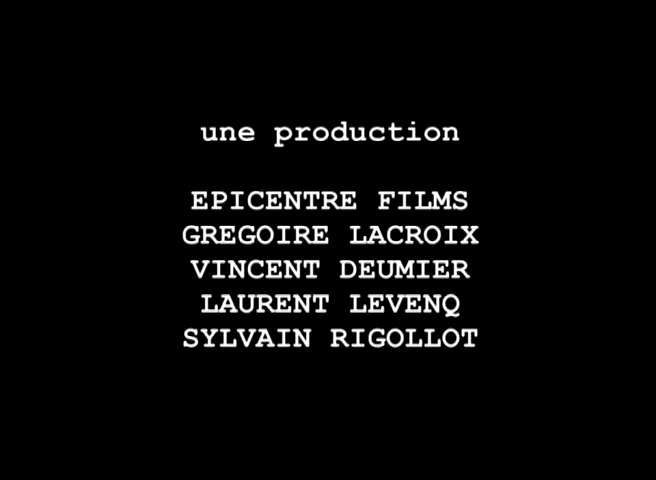 une production
EPICENTRE FILMS
GREGOIRE LACROIX
VINCENT DEUMIER
LAURENT LEVENQ
SYLVAIN RIGOLLOT